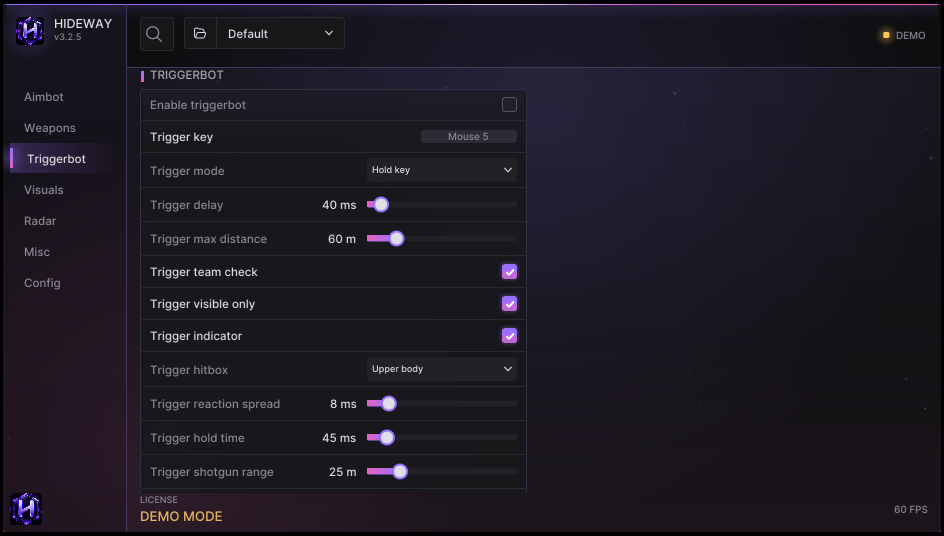 HIDEWAY
v3.2.5
Default
DEMO
Aimbot
Weapons
Triggerbot
Visuals
Radar
Misc
Config
TRIGGERBOT
Enable triggerbot
Trigger key Mouse 5
Trigger mode Hold key
Trigger delay 40 ms
Trigger max distance 60 m
Trigger team check
Trigger visible only
Trigger indicator
Trigger hitbox Upper body
Trigger reaction spread 8 ms
Trigger hold time 45 ms
Trigger shotgun range 25 m
LICENSE
DEMO MODE
60 FPS